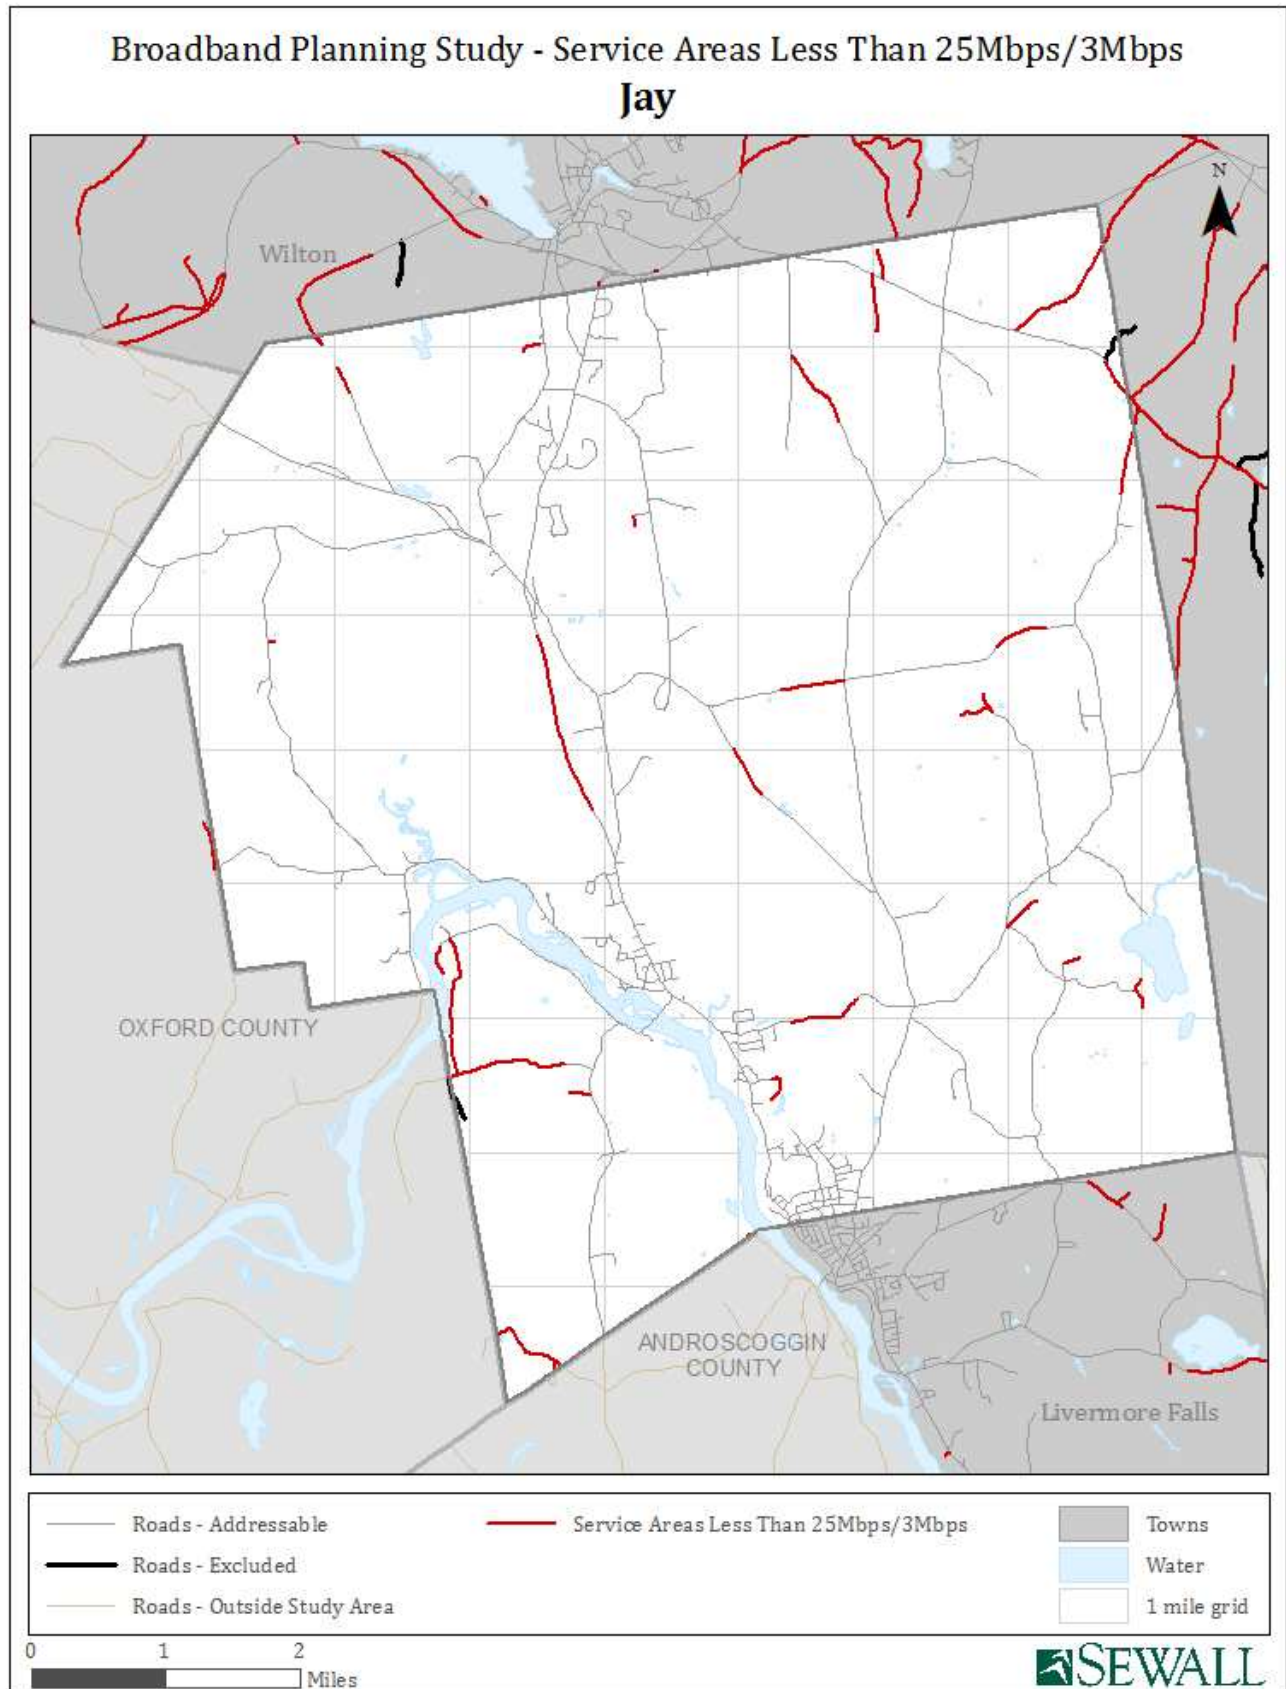 Broadband Planning Study - Service Areas Less Than 25Mbps/3Mbps
Jay
N
Wilton
OXFORD COUNTY
ANDROSCOGGIN
COUNTY
Livermore Falls
Roads - Addressable
Service Areas Less Than 25Mbps/3Mbps
Towns
Roads - Excluded
Water
Roads - Outside Study Area
1 mile grid
0 1 2
Miles
SEWALL